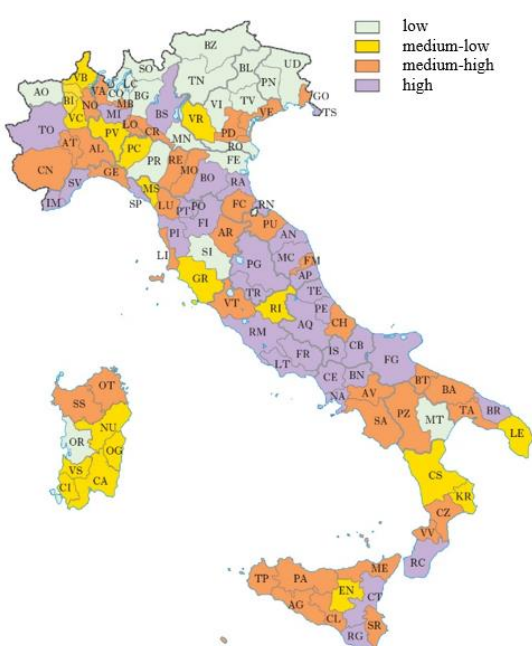 low
medium-low
medium-high
high
BZ
SO
VB
LC
BL
UD
TN
PN
AO
VA
CO
BG
BI
NO
MB
VI
TV
GO
VC
MI
BS
VR
VE
TS
TO
LO
PD
PV
CR
MN
RO
AT
AL
PC
FE
CN
PR
RE
MO
GE
BO
RA
SV
MS
IM
SP
LU
PT
PO
FC
RN
FI
PU
PI
AR
AN
LI
SI
MC
FM
PG
AP
GR
TR
TE
VT
RI
PE
AQ
CH
RM
FR
IS
CB
FG
LT
CE
BN
BT
NA
AV
BA
OT
SS
SA
PZ
MT
TA
BR
NU
LE
OR
OG
VS
CS
CI
CA
KR
CZ
VV
RC
ME
TP
PA
EN
CT
AG
CL
SR
RG